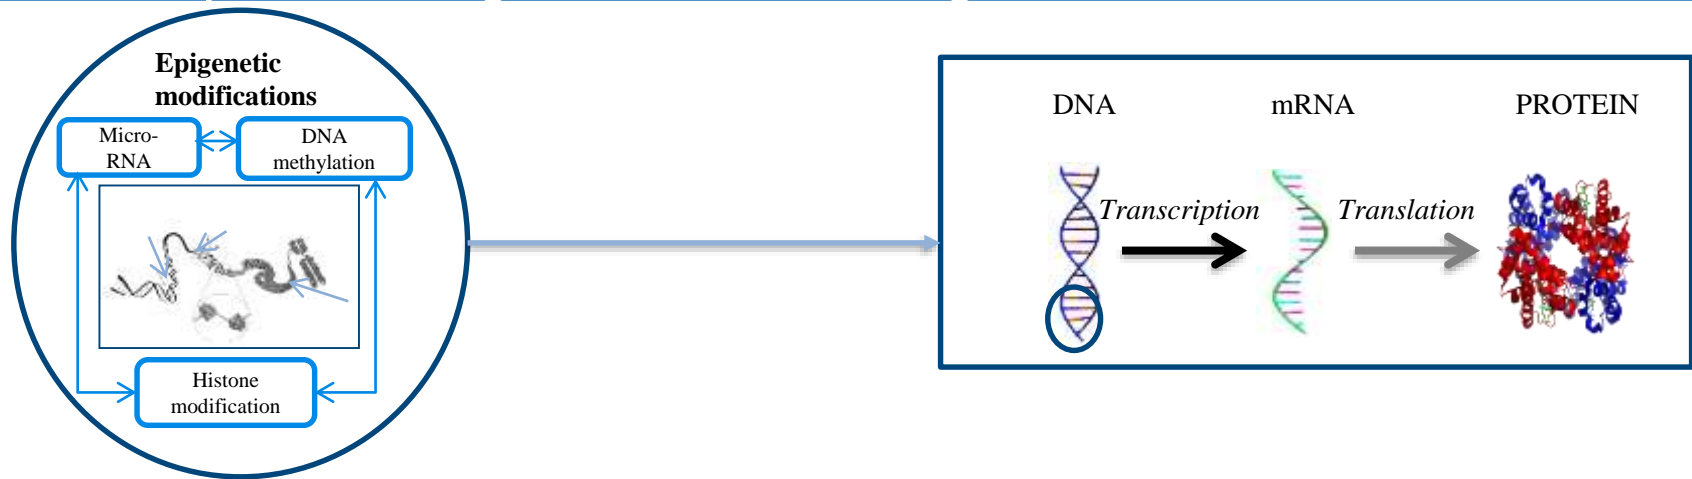 Epigenetic
modifications
Micro-
RNA
DNA
methylation
Histone
modification
DNA
mRNA
PROTEIN
Transcription
Translation